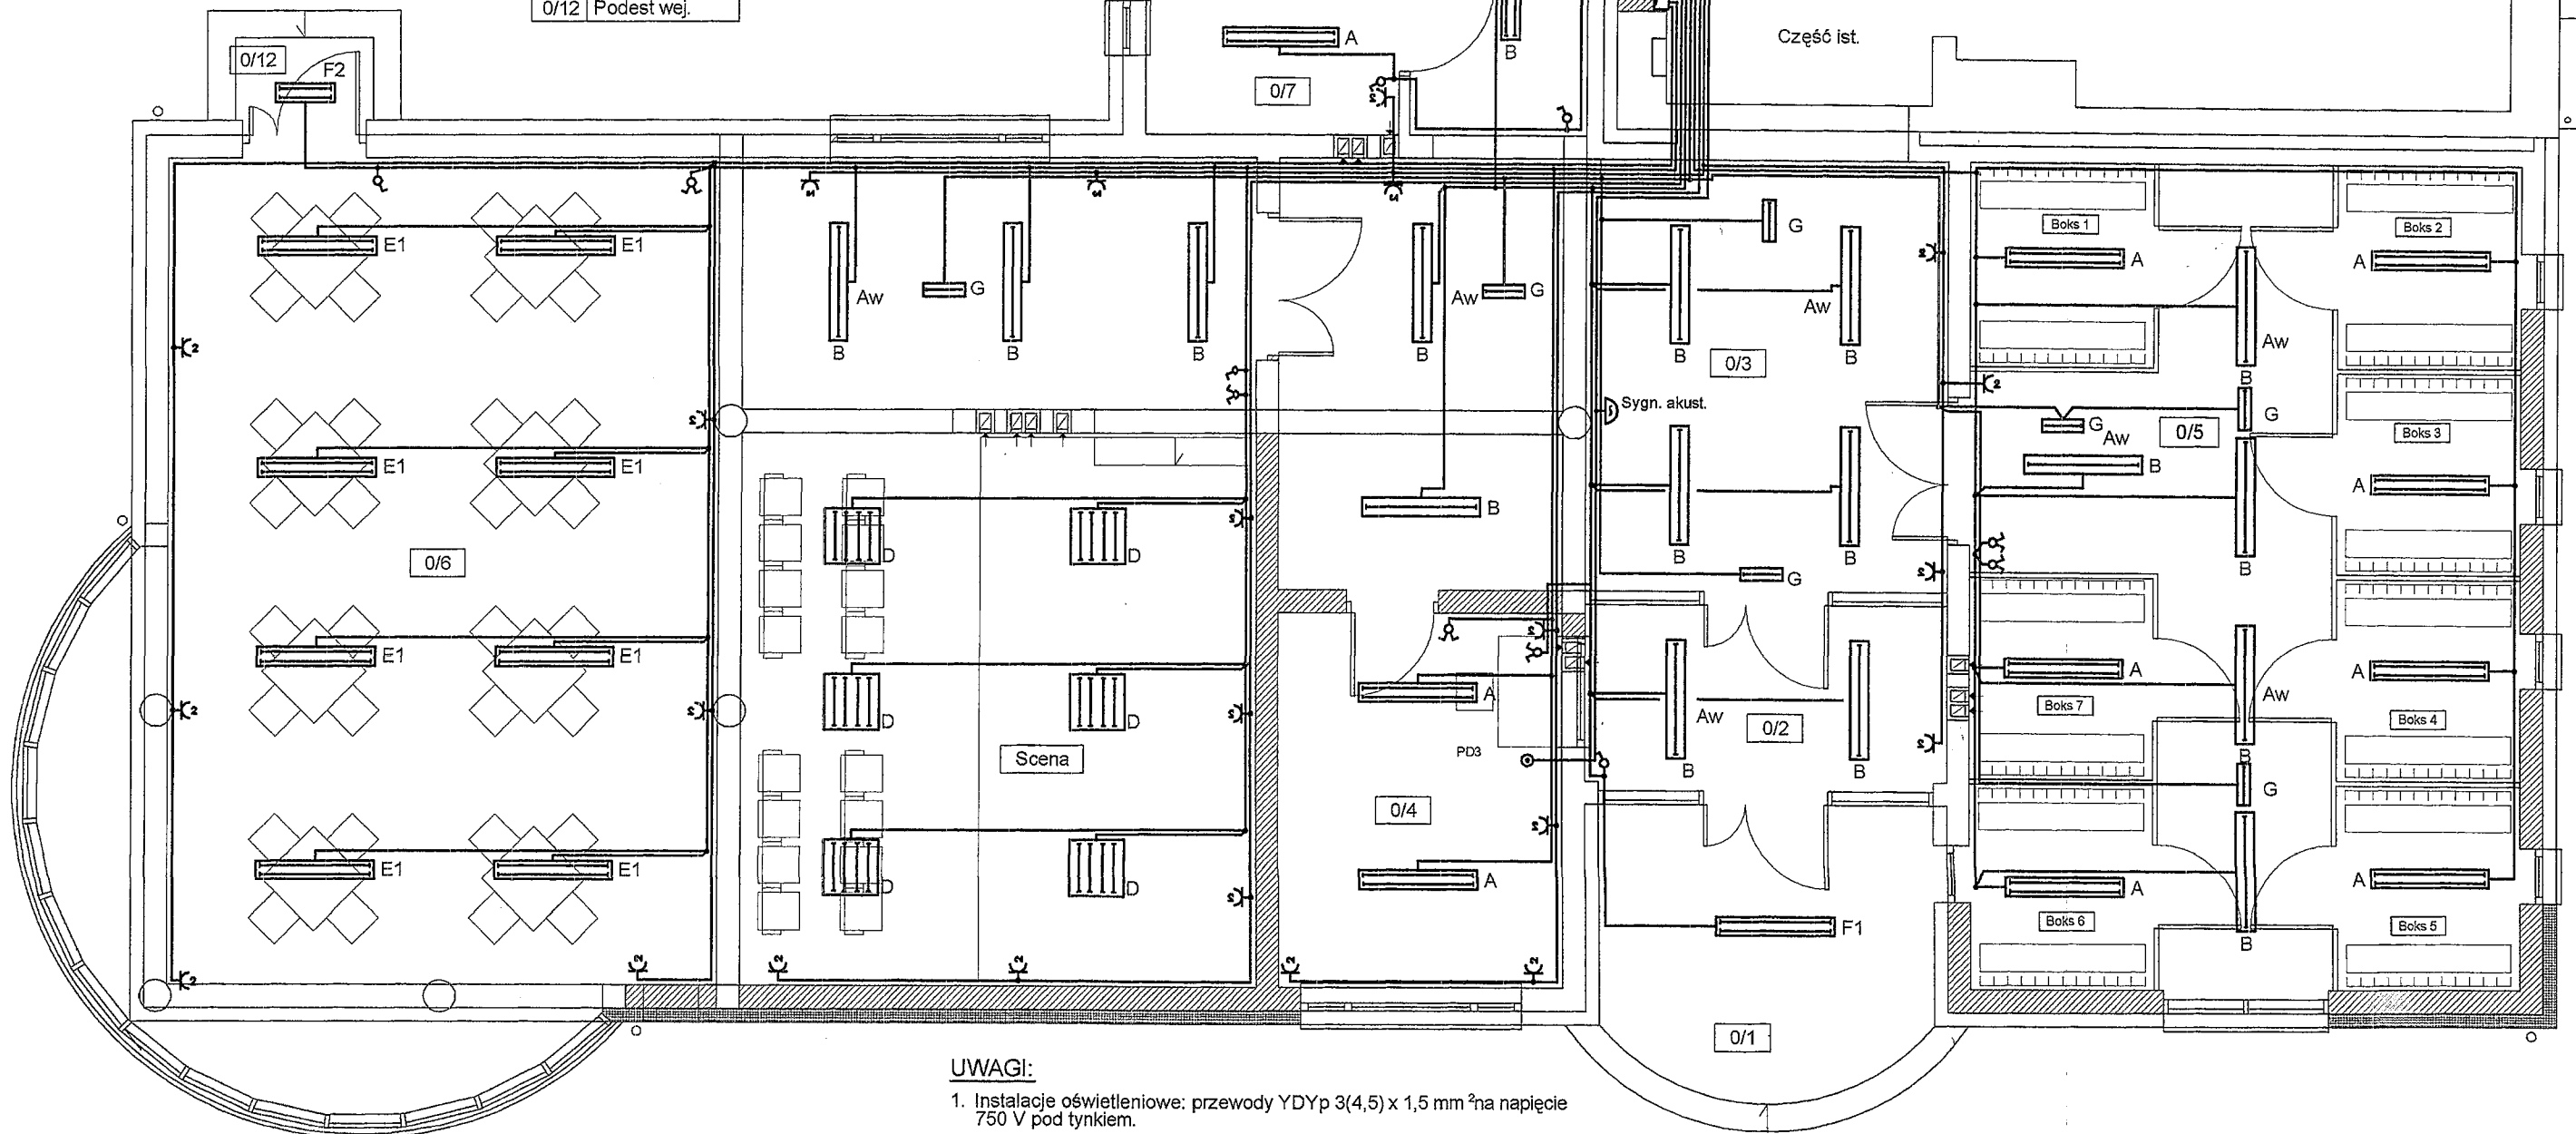 0/12 Podest wej.
0/12
F2
A
B
0/7
Część ist.
E1
E1
Aw
G
B
B
B
Aw
G
B
G
Aw
B
B
0/3
Boks 1
A
Boks 2
A
Aw
B
G
E1
E1
Sygn. akust.
G
Aw
0/5
B
Boks 3
A
B
B
B
B
D
D
0/6
G
E1
E1
D
D
Scena
A
PD3
0/4
Aw
0/2
B
B
A
Boks 7
Aw
B
A
Boks 4
G
E1
E1
D
D
A
F1
A
Boks 6
B
A
Boks 5
0/1
UWAGI:
1. Instalacje oświetleniowe: przewody YDYp 3(4,5) x 1,5 mm ²na napięcie
750 V pod tynkiem.